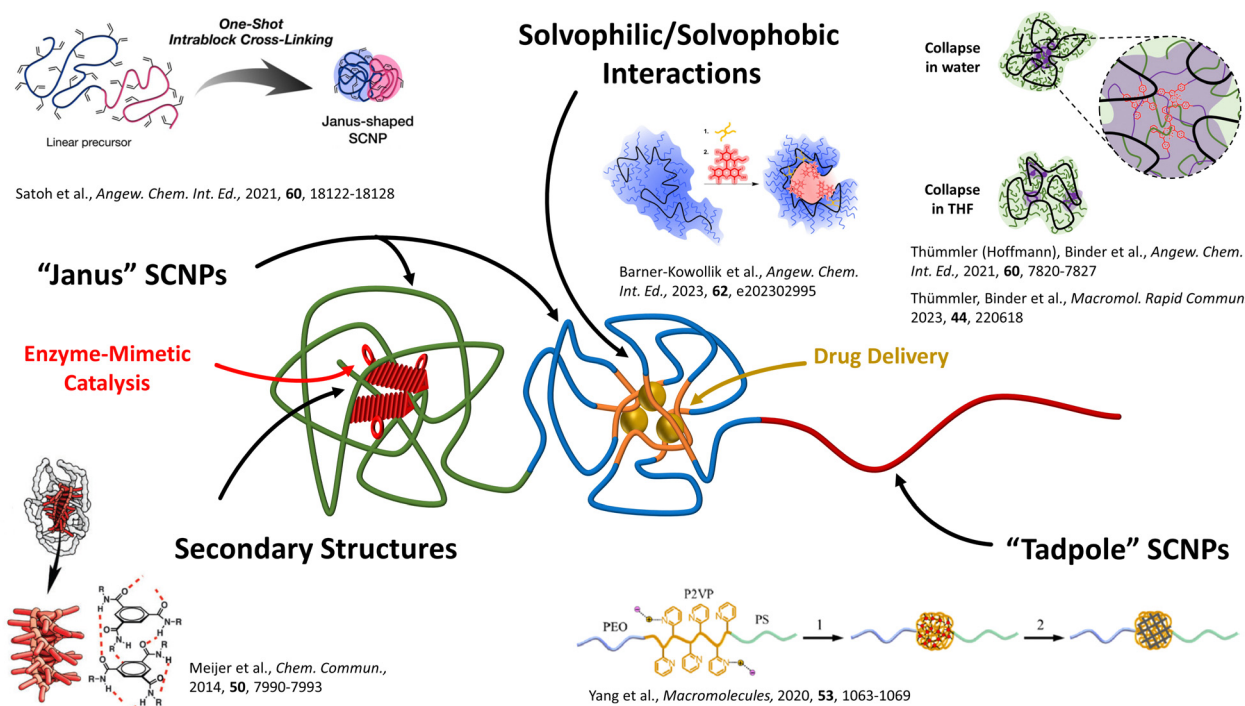 One-Shot
Intrablock Cross-Linking
Linear precursor
Janus-shaped
SCNP
Satoh et al., Angew. Chem. Int. Ed., 2021, 60, 18122-18128
Solvophilic/Solvophobic
Interactions
1.
2.
Barner-Kowollik et al., Angew. Chem.
Int. Ed., 2023, 62, e202302995
Collapse
in water
Collapse
in THF
Thümmler (Hoffmann), Binder et al., Angew. Chem.
Int. Ed., 2021, 60, 7820-7827
Thümmler, Binder et al., Macromol. Rapid Commun
2023, 44, 220618
“Janus” SCNPs
Enzyme-Mimetic
Catalysis
Drug Delivery
Secondary Structures
“Tadpole” SCNPs
R
N
H
O
O
N-R
H
O
N
H
R
O
N
H
R
O
N-R
H
O
N
H
R
Meijer et al., Chem. Commun.,
2014, 50, 7990-7993
PEO
P2VP
PS
N
N
N
N
N
N
1
2
Yang et al., Macromolecules, 2020, 53, 1063-1069